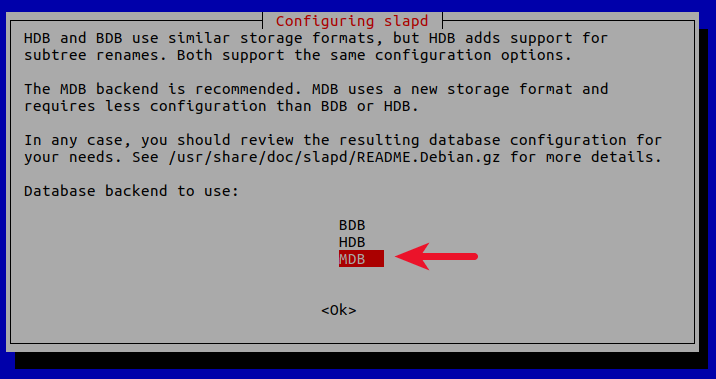 Configuring slapd
HDB and BDB use similar storage formats, but HDB adds support for
subtree renames. Both support the same configuration options.
The MDB backend is recommended. MDB uses a new storage format and
requires less configuration than BDB or HDB.
In any case, you should review the resulting database configuration for
your needs. See /usr/share/doc/slapd/README.Debian.gz for more details.
Database backend to use:
BDB
HDB
MDB
<Ok>